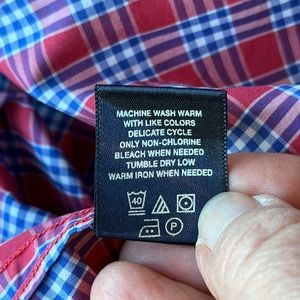 MACHINE WASH WARM
WITH LIKE COLORS
DELICATE CYCLE
ONLY NON-CHLORINE
BLEACH WHEN NEEDED
TUMBLE DRY LOW
WARM IRON WHEN NEEDED
40
P